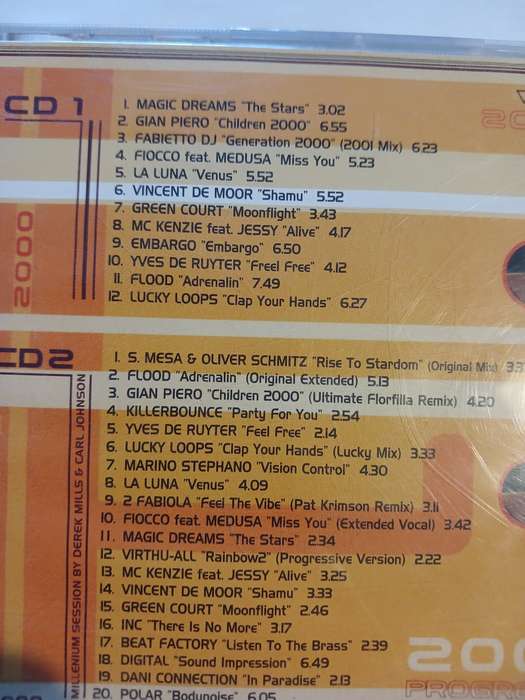 CD 1
1. MAGIC DREAMS "The Stars" 3.02
2. GIAN PIERO "Children 2000" 6.55
3. FABIETTO DJ "Generation 2000" (2001 Mix) 6.23
4. FIOCCO feat. MEDUSA "Miss You" 5.23
5. LA LUNA "Venus" 5.52
6. VINCENT DE MOOR "Shamu" 5.52
7. GREEN COURT "Moonflight" 3.43
8. MC KENZIE feat. JESSY "Alive" 4.17
9. EMBARGO "Embargo" 6.50
10. YVES DE RUYTER "Freel Free" 4.12
11. FLOOD "Adrenalin" 7.49
12. LUCKY LOOPS "Clap Your Hands" 6.27
2000
CD 2
1. S. MESA & OLIVER SCHMITZ "Rise To Stardom" (Original Mix)
2. FLOOD "Adrenalin" (Original Extended) 5.13
3. GIAN PIERO "Children 2000" (Ultimate Florfilla Remix) 4.20
4. KILLERBOUNCE "Party For You" 2.54
5. YVES DE RUYTER "Feel Free" 2.14
6. LUCKY LOOPS "Clap Your Hands" (Lucky Mix) 3.33
7. MARINO STEPHANO "Vision Control" 4.30
8. LA LUNA "Venus" 4.09
9. 2 FABIOLA "Feel The Vibe" (Pat Krimson Remix) 3.11
10. FIOCCO feat. MEDUSA "Miss You" (Extended Vocal) 3.42
11. MAGIC DREAMS "The Stars" 2.34
12. VIRTHU-ALL "Rainbow2" (Progressive Version) 2.22
13. MC KENZIE feat. JESSY "Alive" 3.25
14. VINCENT DE MOOR "Shamu" 3.33
15. GREEN COURT "Moonflight" 2.46
16. INC "There Is No More" 3.17
17. BEAT FACTORY "Listen To The Brass" 2.39
18. DIGITAL "Sound Impression" 6.49
19. DANI CONNECTION "In Paradise" 2.13
20. POLAR "Bodynoise" 6.05
MILLENIUM SESSION BY DEREK MILLS & CARL JOHNSON
200
PROGR